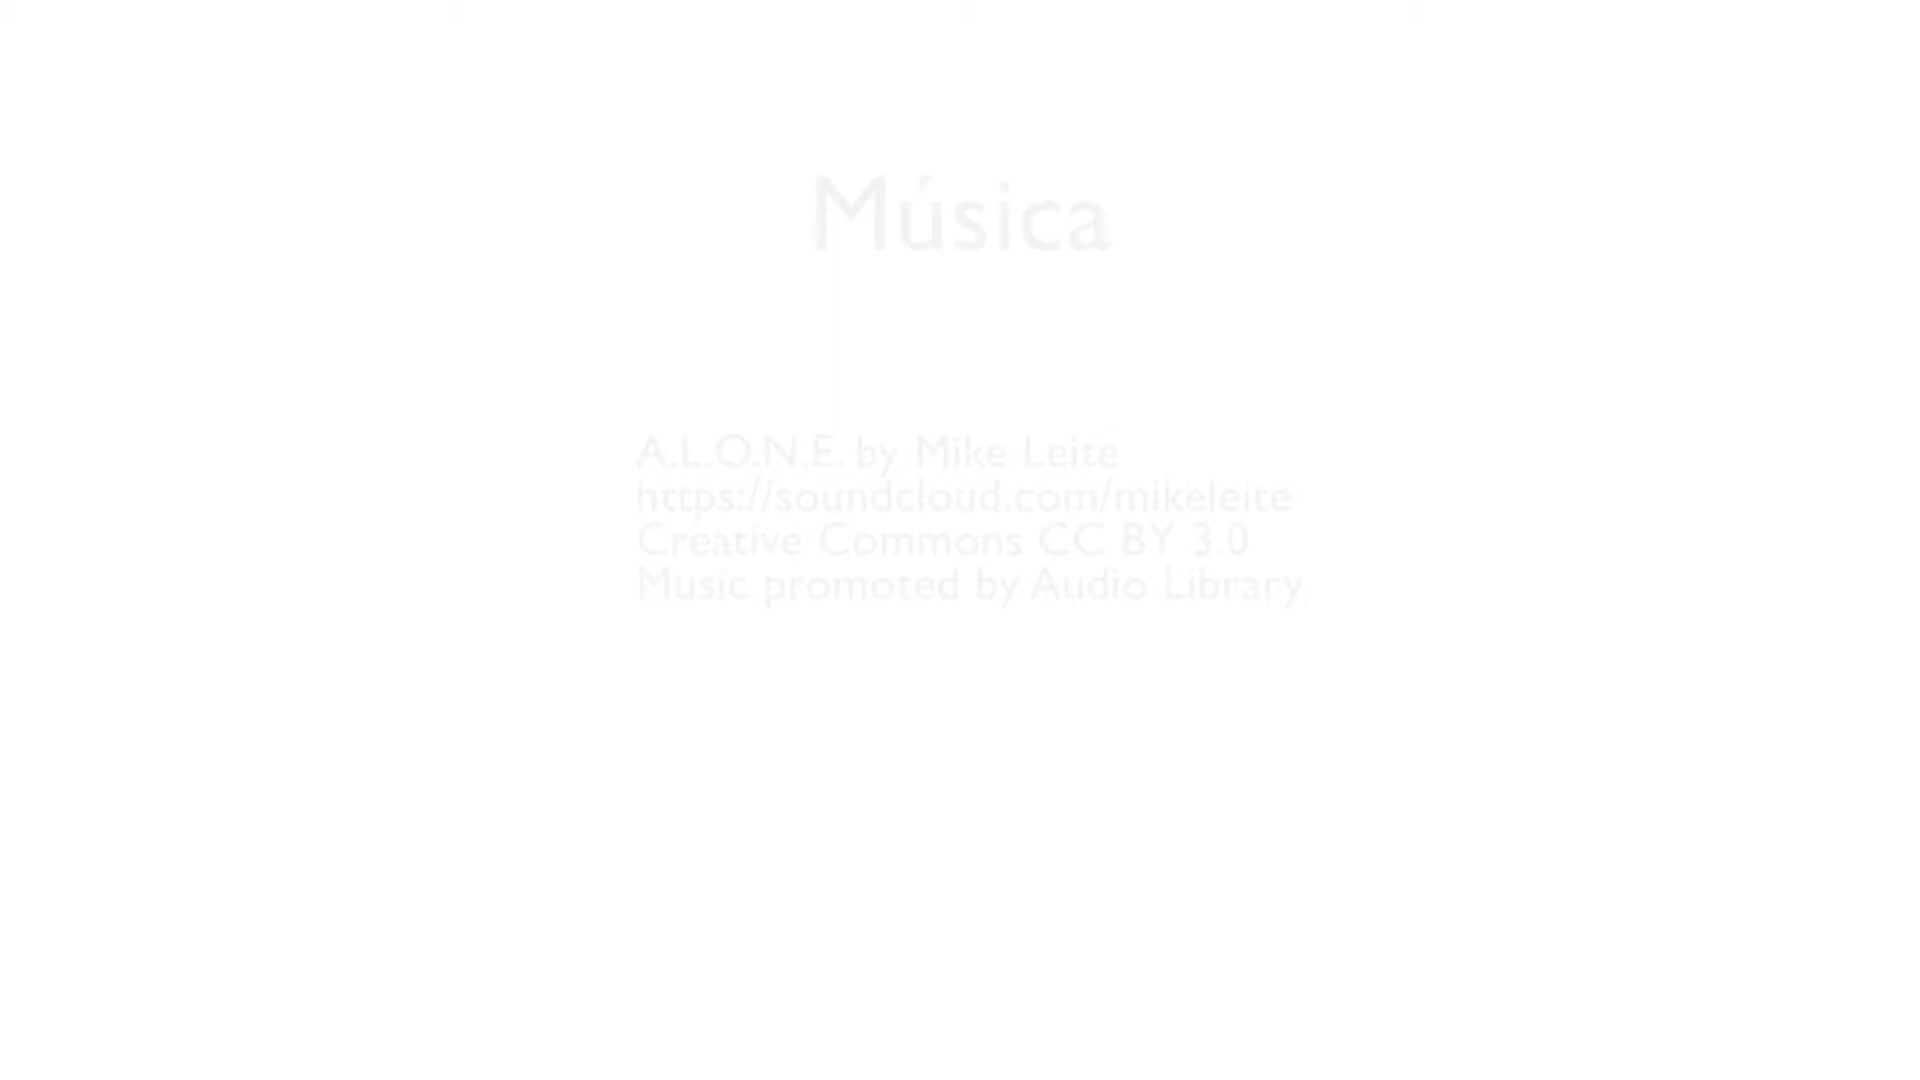 Música
A.L.O.N.E. by Mike Leite
https://soundcloud.com/mikeleite
Creative Commons CC BY 3.0
Music promoted by Audio Library